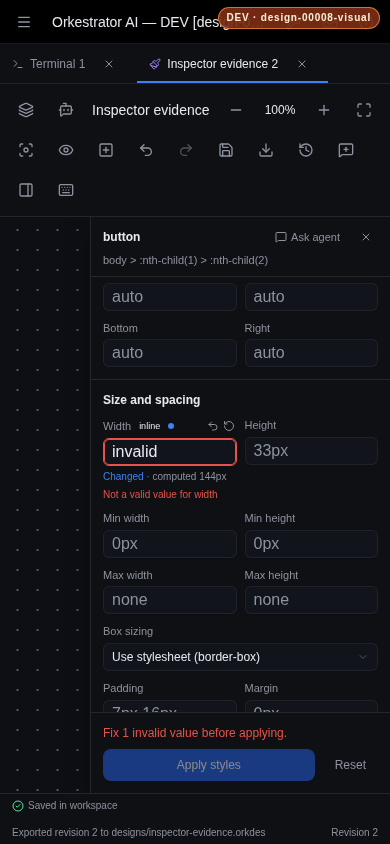 Orkestrator AI — DEV [desi
DEV · design-00008-visual
Terminal 1
Inspector evidence 2
Inspector evidence
100%
button
Ask agent
body > :nth-child(1) > :nth-child(2)
auto
auto
Bottom
Right
auto
auto
Size and spacing
Width inline
Height
invalid
33px
Changed · computed 144px
Not a valid value for width
Min width
Min height
0px
0px
Max width
Max height
none
none
Box sizing
Use stylesheet (border-box)
Padding
Margin
7px 16px
0px
Fix 1 invalid value before applying.
Apply styles
Reset
Saved in workspace
Exported revision 2 to designs/inspector-evidence.orkdes
Revision 2